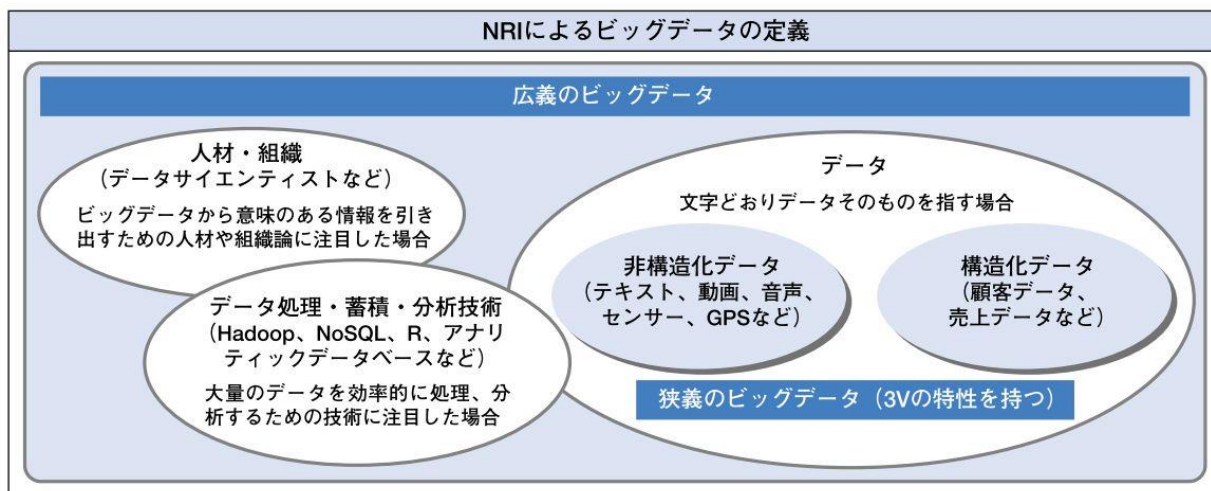 NRIによるビッグデータの定義
広義のビッグデータ
人材・組織
（データサイエンティストなど）
ビッグデータから意味のある情報を引き
出すための人材や組織論に注目した場合
データ処理・蓄積・分析技術
（Hadoop、NoSQL、R、アナリ
ティックデータベースなど）
大量のデータを効率的に処理、分
析するための技術に注目した場合
データ
文字どおりデータそのものを指す場合
非構造化データ
（テキスト、動画、音声、
センサー、GPSなど）
構造化データ
（顧客データ、
売上データなど）
狭義のビッグデータ（3Vの特性を持つ）